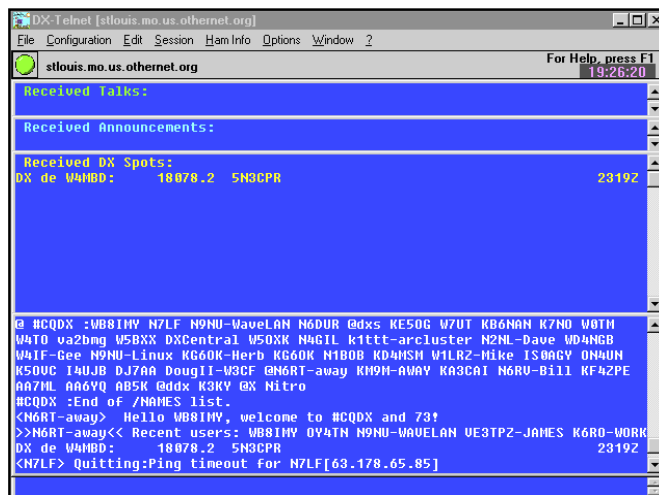 DX-Telnet [stlouis.mo.us.othernet.org]
File Configuration Edit Session Ham Info Options Window ?
stlouis.mo.us.othernet.org
For Help, press F1
19:26:20
Received Talks:
Received Announcements:
Received DX Spots:
DX de W4MBD: 18078.2 5N3CPR 2319Z
@ #CQDX :WB8IMY N7LF N9NU-WaveLAN N6DUR @dxs KE5OG W7UT KB6NAN K7NO W0TM
W4TO va2bmg W5BXX DXCentral W5OXK N4GIL k1ttt-arcluster N2NL-Dave WD4NGB
W4IF-Gee N9NU-Linux KG6OK-Herb KG6OK N1BOB KD4MSM W1LRZ-Mike IS0AGY ON4UN
K5OVC I4UJB DJ7AA DougII-W3CF @N6RT-away KM9M-AWAY KA3CAI N6RV-Bill KF4ZPE
AA7ML AA6YQ AB5K @ddx K3KY @X Nitro
#CQDX :End of /NAMES list.
<N6RT-away> Hello WB8IMY, welcome to #CQDX and 73!
>>N6RT-away<< Recent users: WB8IMY OY4TN N9NU-WAVELAN VE3TPZ-JAMES K6RO-WORK
DX de W4MBD: 18078.2 5N3CPR 2319Z
<N7LF> Quitting:Ping timeout for N7LF[63.178.65.85]